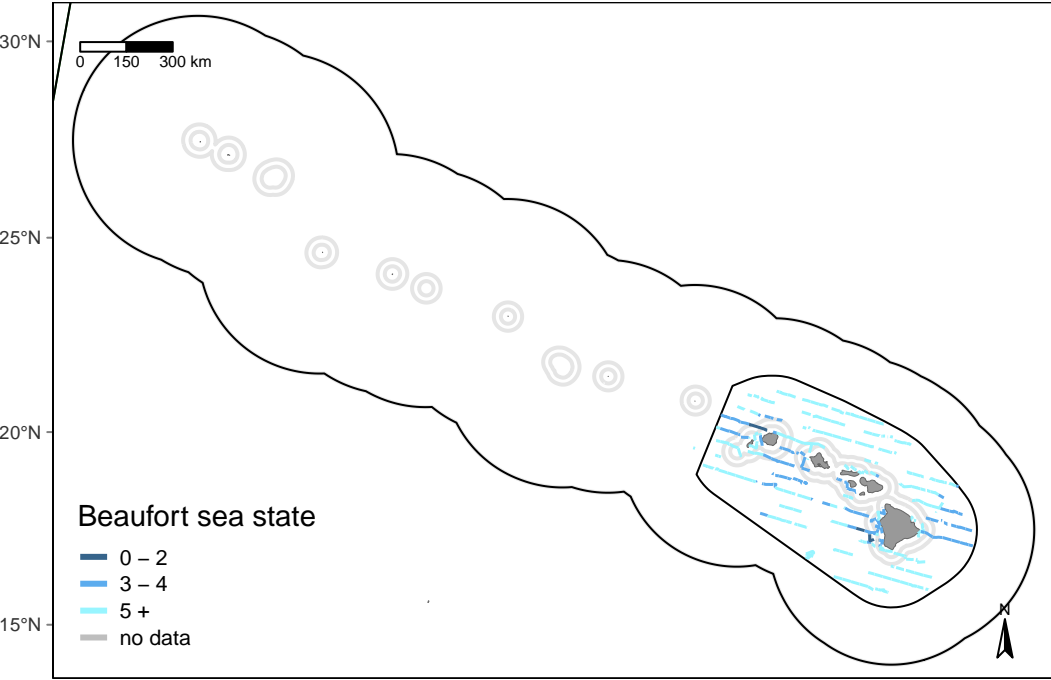 30°N
0 150 300 km
25°N
20°N
Beaufort sea state
0 – 2
3 – 4
5 +
no data
15°N
N